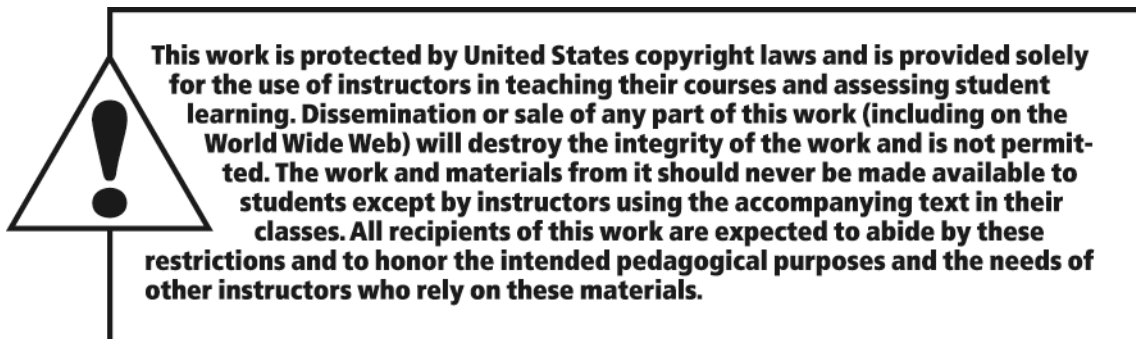 This work is protected by United States copyright laws and is provided solely
for the use of instructors in teaching their courses and assessing student
learning. Dissemination or sale of any part of this work (including on the
World Wide Web) will destroy the integrity of the work and is not permit-
ted. The work and materials from it should never be made available to
students except by instructors using the accompanying text in their
classes. All recipients of this work are expected to abide by these
restrictions and to honor the intended pedagogical purposes and the needs of
other instructors who rely on these materials.